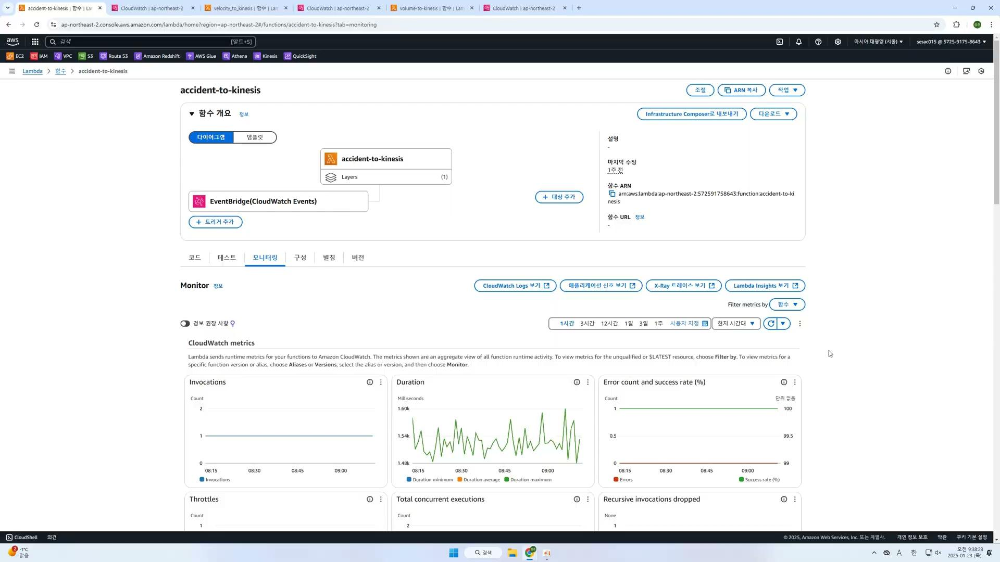 accident-to-kinesis | 함수 | Lar
CloudWatch | ap-northeast-2
velocity_to_kinesis | 함수 | Lam
CloudWatch | ap-northeast-2
volume-to-kinesis | 함수 | Lam
CloudWatch | ap-northeast-2
ap-northeast-2.console.aws.amazon.com/lambda/home?region=ap-northeast-2#/functions/accident-to-kinesis?tab=monitoring
aws
검색
[알트+S]
아시아 태평양 (서울) ▼
sesac015 @ 5725-9175-8643 ▼
EC2
IAM
VPC
S3
Route 53
Amazon Redshift
AWS Glue
Athena
Kinesis
QuickSight
Lambda > 함수 > accident-to-kinesis
accident-to-kinesis
조절
ARN 복사
작업 ▼
▼ 함수 개요 정보
Infrastructure Composer로 내보내기
다운로드 ▼
다이어그램
템플릿
accident-to-kinesis
Layers (1)
EventBridge(CloudWatch Events)
+ 트리거 추가
+ 대상 추가
설명
-
마지막 수정
1주 전
함수 ARN
arn:aws:lambda:ap-northeast-2:572591758643:function:accident-to-ki
nesis
함수 URL 정보
-
코드
테스트
모니터링
구성
별칭
버전
Monitor 정보
CloudWatch Logs 보기
애플리케이션 신호 보기
X-Ray 트레이스 보기
Lambda Insights 보기
Filter metrics by 함수 ▼
경보 권장 사항
1시간 3시간 12시간 1일 3일 1주 사용자 지정
현지 시간대 ▼
CloudWatch metrics
Lambda sends runtime metrics for your functions to Amazon CloudWatch. The metrics shown are an aggregate view of all function runtime activity. To view metrics for the unqualified or $LATEST resource, choose Filter by. To view metrics for a
specific function version or alias, choose Aliases or Versions, select the alias or version, and then choose Monitor.
Invocations
Count
2
1
0
08:15 08:30 08:45 09:00
Invocations
Duration
Milliseconds
1.60k
1.54k
1.48k
08:15 08:30 08:45 09:00
Duration minimum Duration average Duration maximum
Error count and success rate (%)
Count 단위 없음
1 100
0.5 99.5
0 99
08:15 08:30 08:45 09:00
Errors Success rate (%)
Throttles
Count
1
Total concurrent executions
Count
2
Recursive invocations dropped
None
1
CloudShell 의견
© 2025, Amazon Web Services, Inc. 또는 계열사. 개인 정보 보호 약관 쿠키 기본 설정
2
-1°C
맑음
검색
A
한
오전 9:38:23
2025-01-23 (목)